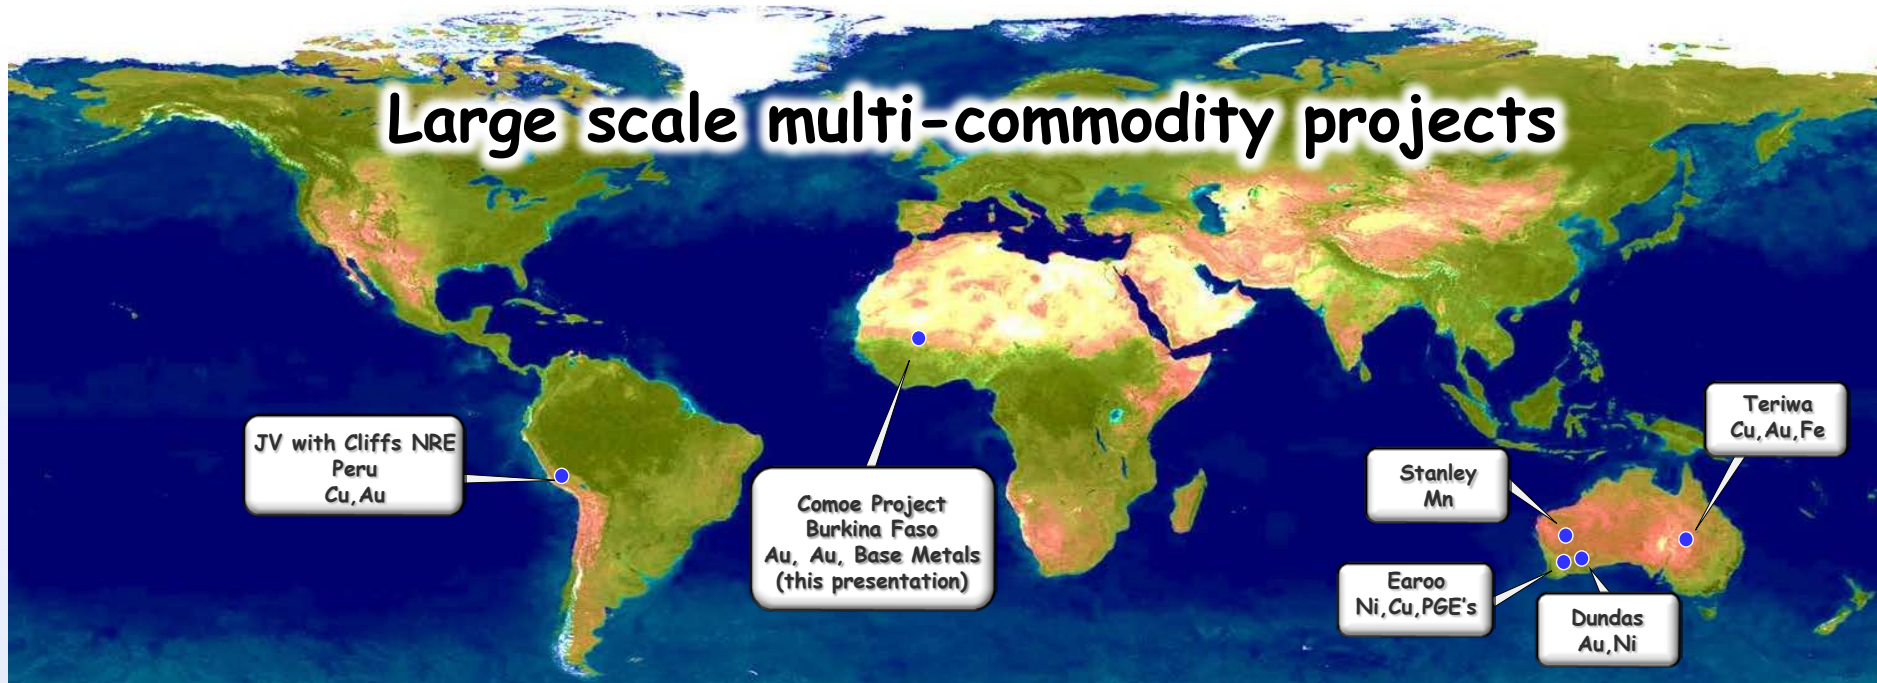 Large scale multi-commodity projects
JV with Cliffs NRE
Peru
Cu,Au
Comoe Project
Burkina Faso
Au, Au, Base Metals
(this presentation)
Stanley
Mn
Teriwa
Cu,Au,Fe
Earoo
Ni,Cu,PGE's
Dundas
Au,Ni